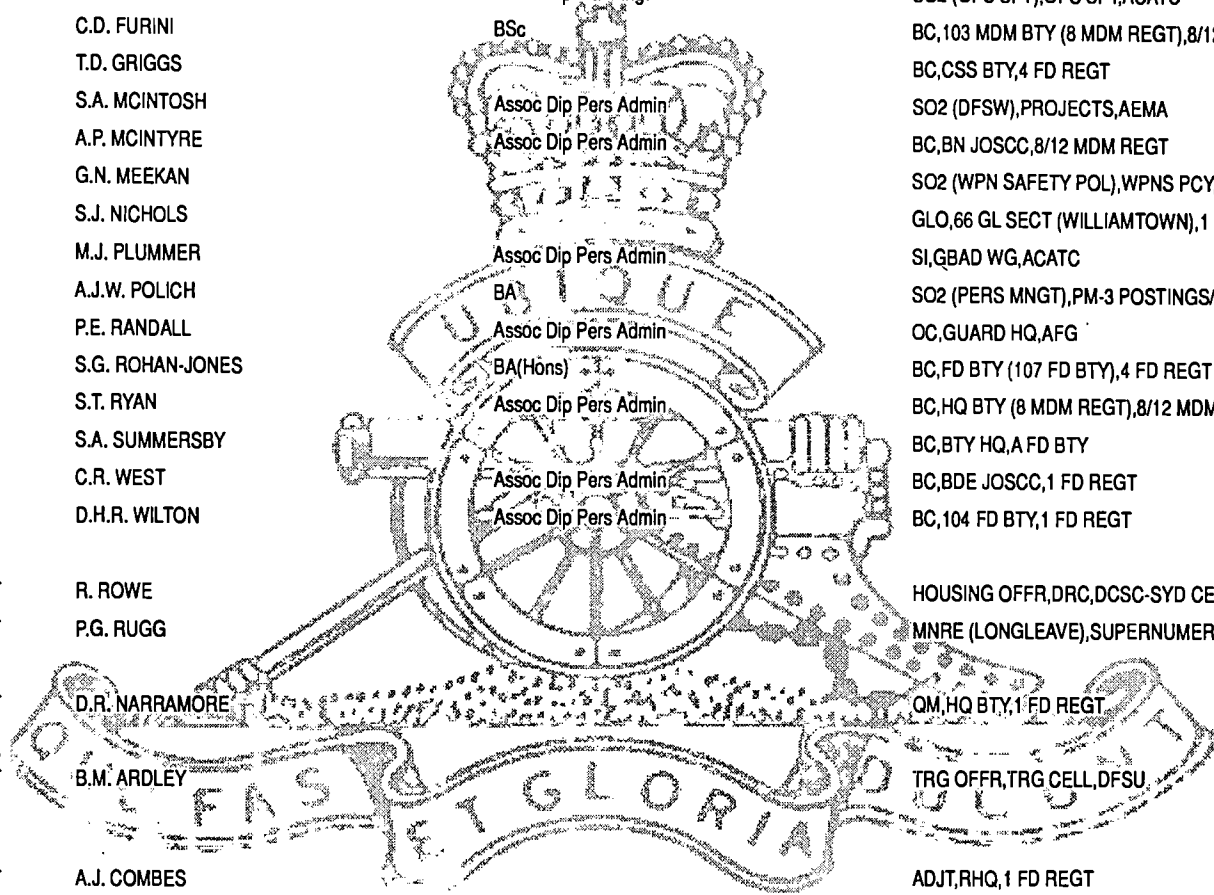 C.D. FURINI BSc BC,103 MDM BTY (8 MDM REGT),8/12
T.D. GRIGGS BC,CSS BTY,4 FD REGT
S.A. MCINTOSH Assoc Dip Pers Admin SO2 (DFSW),PROJECTS,AEMA
A.P. MCINTYRE Assoc Dip Pers Admin BC,BN JOSCC,8/12 MDM REGT
G.N. MEEKAN SO2 (WPN SAFETY POL),WPNS PCY
S.J. NICHOLS GLO,66 GL SECT (WILLIAMTOWN),1
M.J. PLUMMER Assoc Dip Pers Admin SI,GBAD WG,ACATC
A.J.W. POLICH BA SO2 (PERS MNGT),PM-3 POSTINGS/
P.E. RANDALL Assoc Dip Pers Admin OC,GUARD HQ,AFG
S.G. ROHAN-JONES BA(Hons) BC,FD BTY (107 FD BTY),4 FD REGT
S.T. RYAN Assoc Dip Pers Admin BC,HQ BTY (8 MDM REGT),8/12 MDM
S.A. SUMMERSBY BC,BTY HQ,A FD BTY
C.R. WEST Assoc Dip Pers Admin BC,BDE JOSCC,1 FD REGT
D.H.R. WILTON Assoc Dip Pers Admin BC,104 FD BTY,1 FD REGT
R. ROWE HOUSING OFFR,DRC,DCSC-SYD CE
P.G. RUGG MNRE (LONGLEAVE),SUPERNUMER
D.R. NARRAMORE QM,HQ BTY,1 FD REGT
B.M. ARDLEY TRG OFFR,TRG CELL,DFSU
A.J. COMBES ADJT,RHQ,1 FD REGT
UBIQUE
FAS ET GLORIA DUCUNT